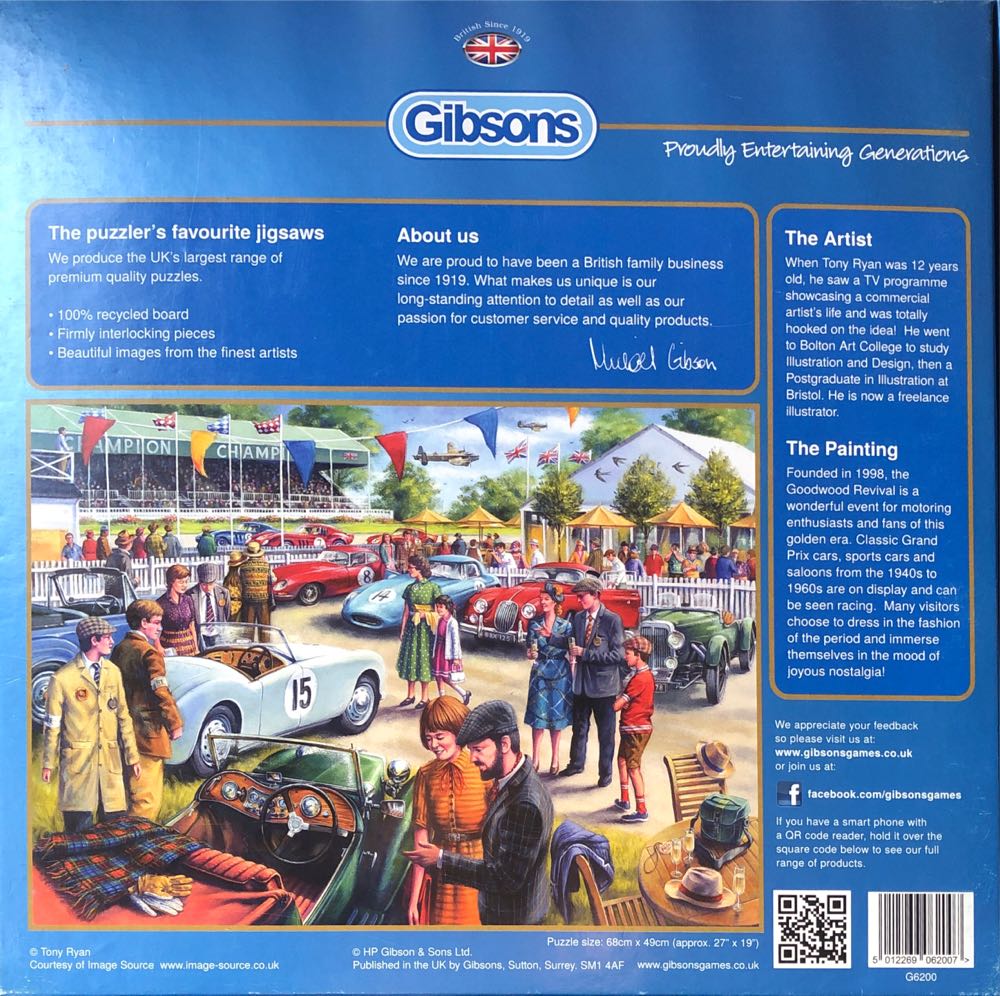 British Since 1919
Gibsons
Proudly Entertaining Generations
The puzzler's favourite jigsaws
We produce the UK's largest range of
premium quality puzzles.
• 100% recycled board
• Firmly interlocking pieces
• Beautiful images from the finest artists
About us
We are proud to have been a British family business
since 1919. What makes us unique is our
long-standing attention to detail as well as our
passion for customer service and quality products.
Michael Gibson
The Artist
When Tony Ryan was 12 years
old, he saw a TV programme
showcasing a commercial
artist's life and was totally
hooked on the idea! He went
to Bolton Art College to study
Illustration and Design, then a
Postgraduate in Illustration at
Bristol. He is now a freelance
illustrator.
The Painting
Founded in 1998, the
Goodwood Revival is a
wonderful event for motoring
enthusiasts and fans of this
golden era. Classic Grand
Prix cars, sports cars and
saloons from the 1940s to
1960s are on display and can
be seen racing. Many visitors
choose to dress in the fashion
of the period and immerse
themselves in the mood of
joyous nostalgia!
CHAMPION CHAMPI
8
14
15
We appreciate your feedback
so please visit us at:
www.gibsonsgames.co.uk
or join us at:
f facebook.com/gibsonsgames
If you have a smart phone with
a QR code reader, hold it over the
square code below to see our full
range of products.
5 012269 062007 >
G6200
Puzzle size: 68cm x 49cm (approx. 27" x 19")
© Tony Ryan
Courtesy of Image Source www.image-source.co.uk
© HP Gibson & Sons Ltd.
Published in the UK by Gibsons, Sutton, Surrey. SM1 4AF www.gibsonsgames.co.uk